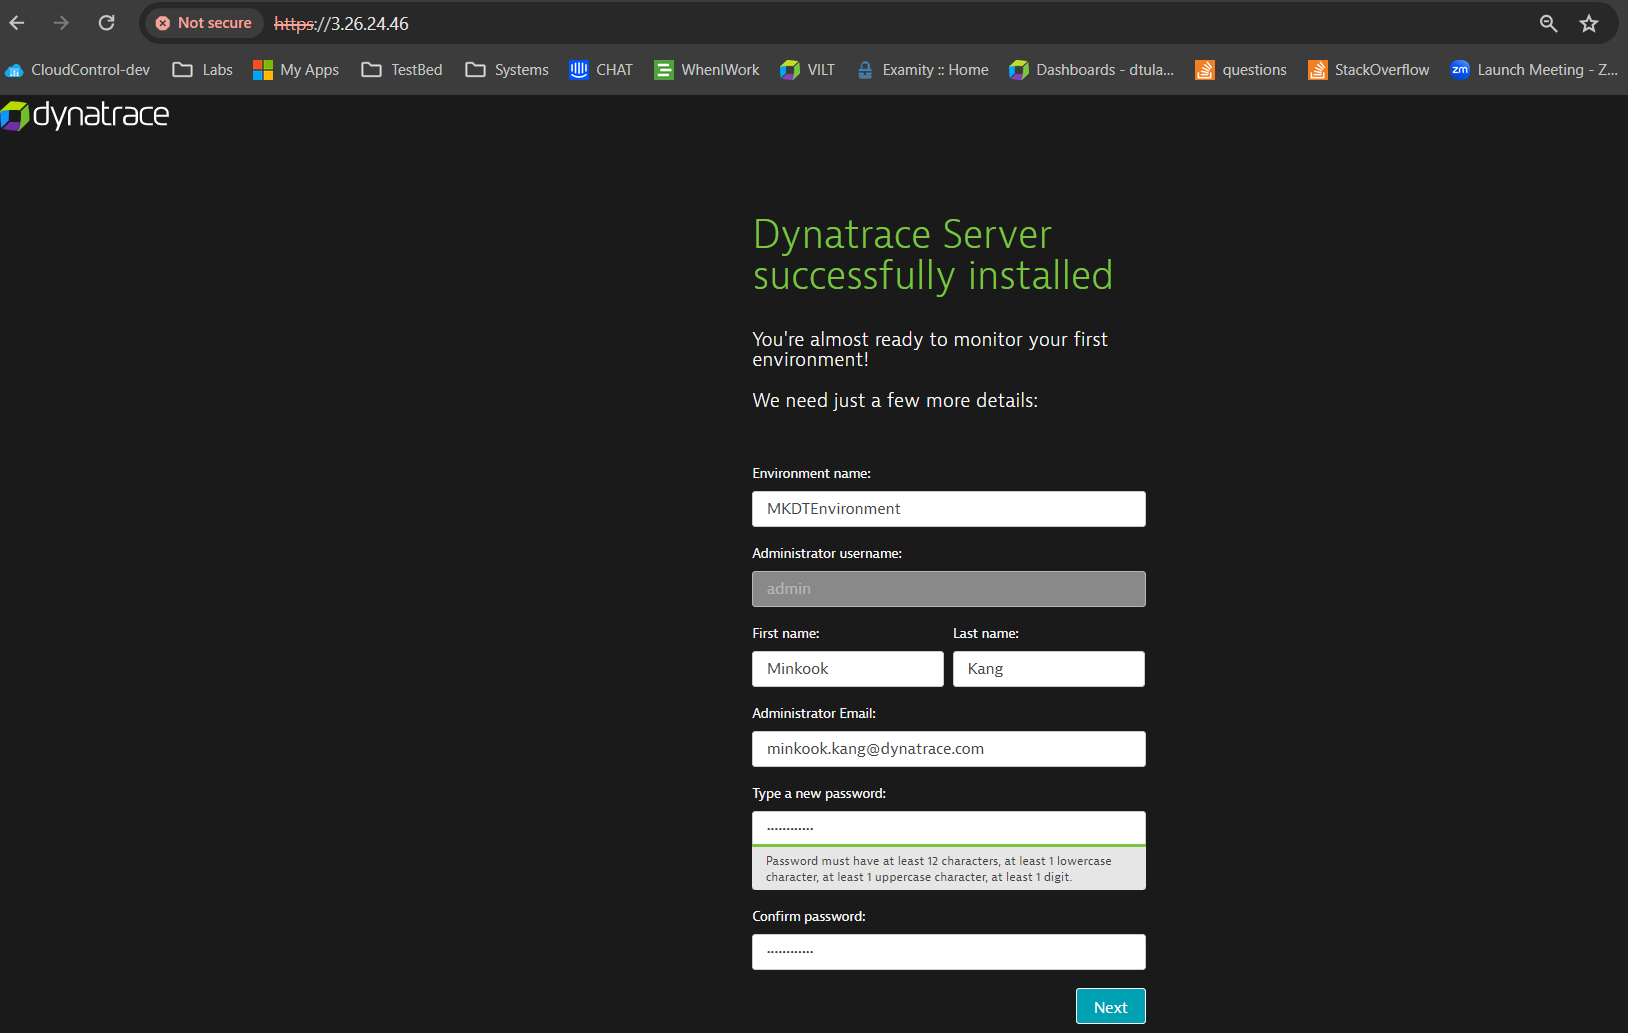 Not secure https://3.26.24.46
CloudControl-dev Labs My Apps TestBed Systems CHAT WhenIWork VILT Examity :: Home Dashboards - dtula... questions StackOverflow zm Launch Meeting - Z...
dynatrace
Dynatrace Server
successfully installed
You're almost ready to monitor your first
environment!
We need just a few more details:
Environment name:
MKDTEnvironment
Administrator username:
admin
First name: Last name:
Minkook Kang
Administrator Email:
minkook.kang@dynatrace.com
Type a new password:
············
Password must have at least 12 characters, at least 1 lowercase
character, at least 1 uppercase character, at least 1 digit.
Confirm password:
············
Next